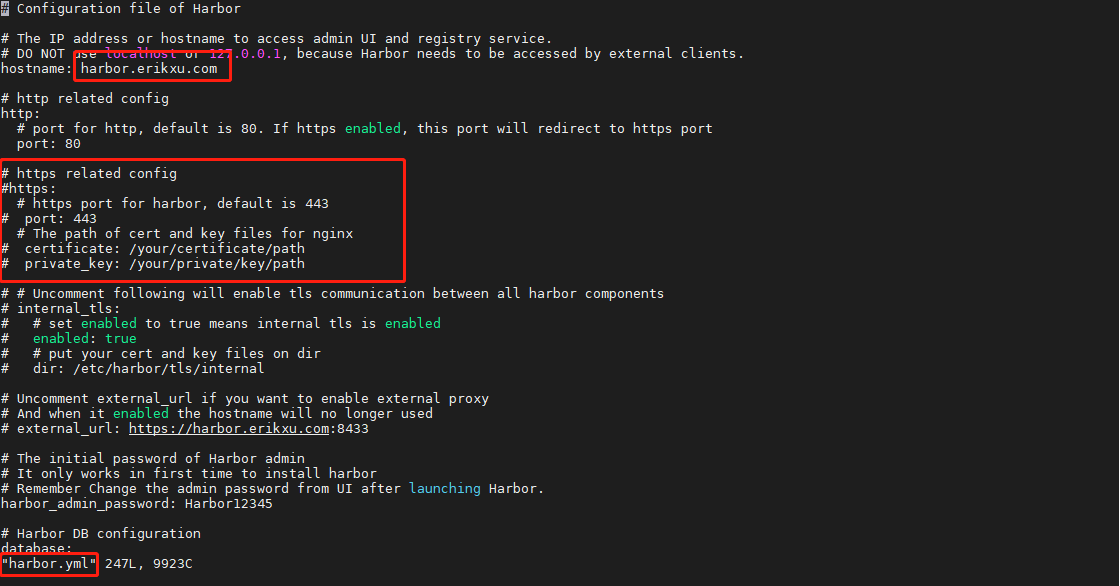 # Configuration file of Harbor
# The IP address or hostname to access admin UI and registry service.
# DO NOT use localhost or 127.0.0.1, because Harbor needs to be accessed by external clients.
hostname: harbor.erikxu.com
# http related config
http:
  # port for http, default is 80. If https enabled, this port will redirect to https port
  port: 80
# https related config
#https:
  # https port for harbor, default is 443
#  port: 443
  # The path of cert and key files for nginx
#  certificate: /your/certificate/path
#  private_key: /your/private/key/path
# # Uncomment following will enable tls communication between all harbor components
# internal_tls:
#   # set enabled to true means internal tls is enabled
#   enabled: true
#   # put your cert and key files on dir
#   dir: /etc/harbor/tls/internal
# Uncomment external_url if you want to enable external proxy
# And when it enabled the hostname will no longer used
# external_url: https://harbor.erikxu.com:8433
# The initial password of Harbor admin
# It only works in first time to install harbor
# Remember Change the admin password from UI after launching Harbor.
harbor_admin_password: Harbor12345
# Harbor DB configuration
database:
"harbor.yml" 247L, 9923C